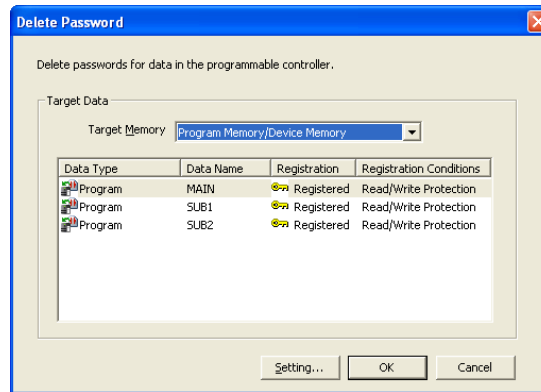 Delete Password
Delete passwords for data in the programmable controller.
Target Data
Target Memory Program Memory/Device Memory
Data Type Data Name Registration Registration Conditions
Program MAIN Registered Read/Write Protection
Program SUB1 Registered Read/Write Protection
Program SUB2 Registered Read/Write Protection
Setting... OK Cancel